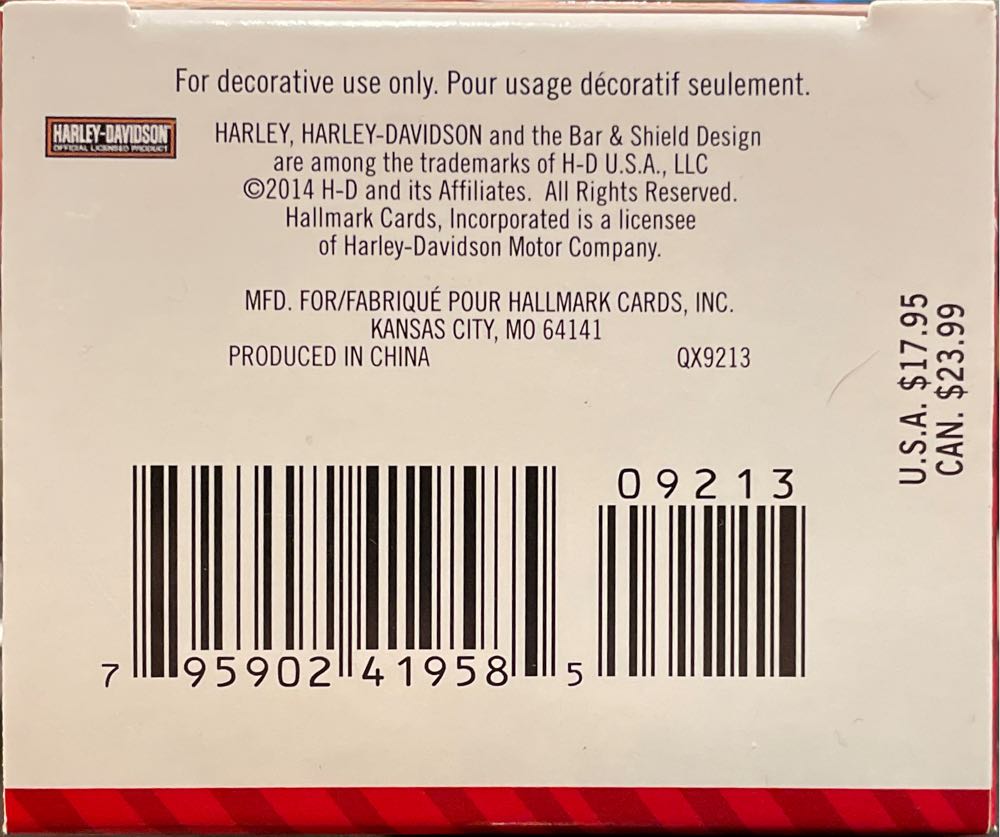 For decorative use only. Pour usage décoratif seulement.
HARLEY-DAVIDSON
OFFICIAL LICENSED PRODUCT
HARLEY, HARLEY-DAVIDSON and the Bar & Shield Design
are among the trademarks of H-D U.S.A., LLC
©2014 H-D and its Affiliates. All Rights Reserved.
Hallmark Cards, Incorporated is a licensee
of Harley-Davidson Motor Company.
MFD. FOR/FABRIQUÉ POUR HALLMARK CARDS, INC.
KANSAS CITY, MO 64141
PRODUCED IN CHINA QX9213
U.S.A. $17.95
CAN. $23.99
09213
7 95902 41958 5